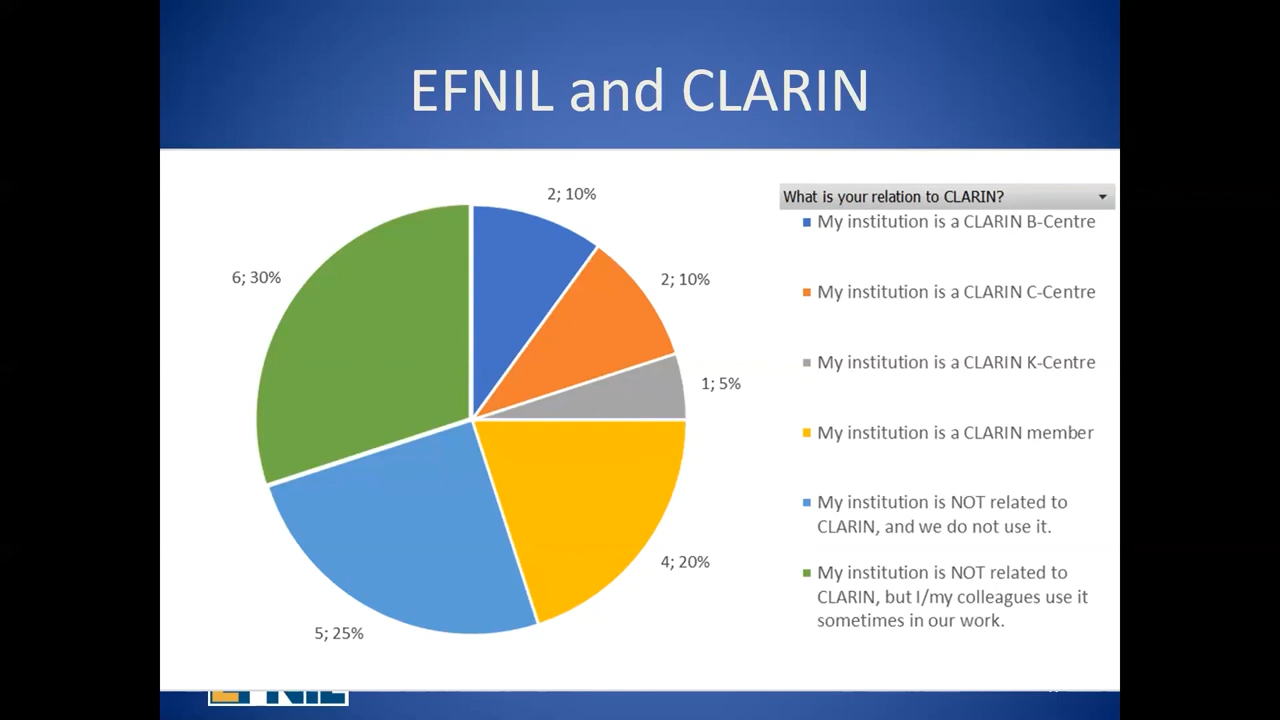 EFNIL and CLARIN
2; 10%
2; 10%
1; 5%
4; 20%
5; 25%
6; 30%
What is your relation to CLARIN?
My institution is a CLARIN B-Centre
My institution is a CLARIN C-Centre
My institution is a CLARIN K-Centre
My institution is a CLARIN member
My institution is NOT related to
CLARIN, and we do not use it.
My institution is NOT related to
CLARIN, but I/my colleagues use it
sometimes in our work.
EFNIL